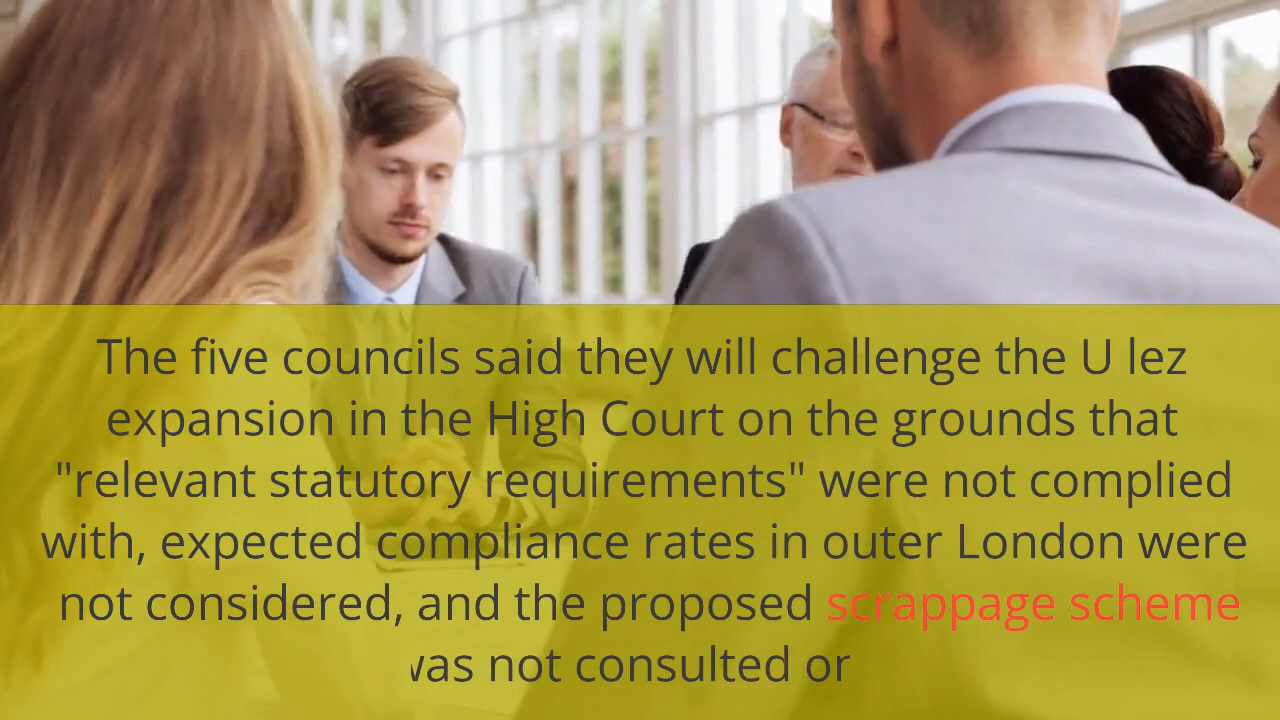 The five councils said they will challenge the U lez
expansion in the High Court on the grounds that
"relevant statutory requirements" were not complied
with, expected compliance rates in outer London were
not considered, and the proposed scrappage scheme
was not consulted or